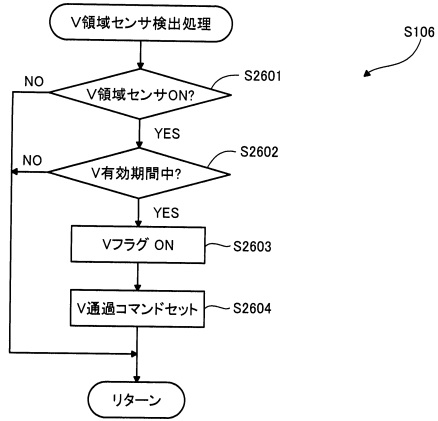 V領域センサ検出処理
S106
V領域センサON?
S2601
NO
YES
V有効期間中?
S2602
NO
YES
Vフラグ ON
S2603
V通過コマンドセット
S2604
リターン